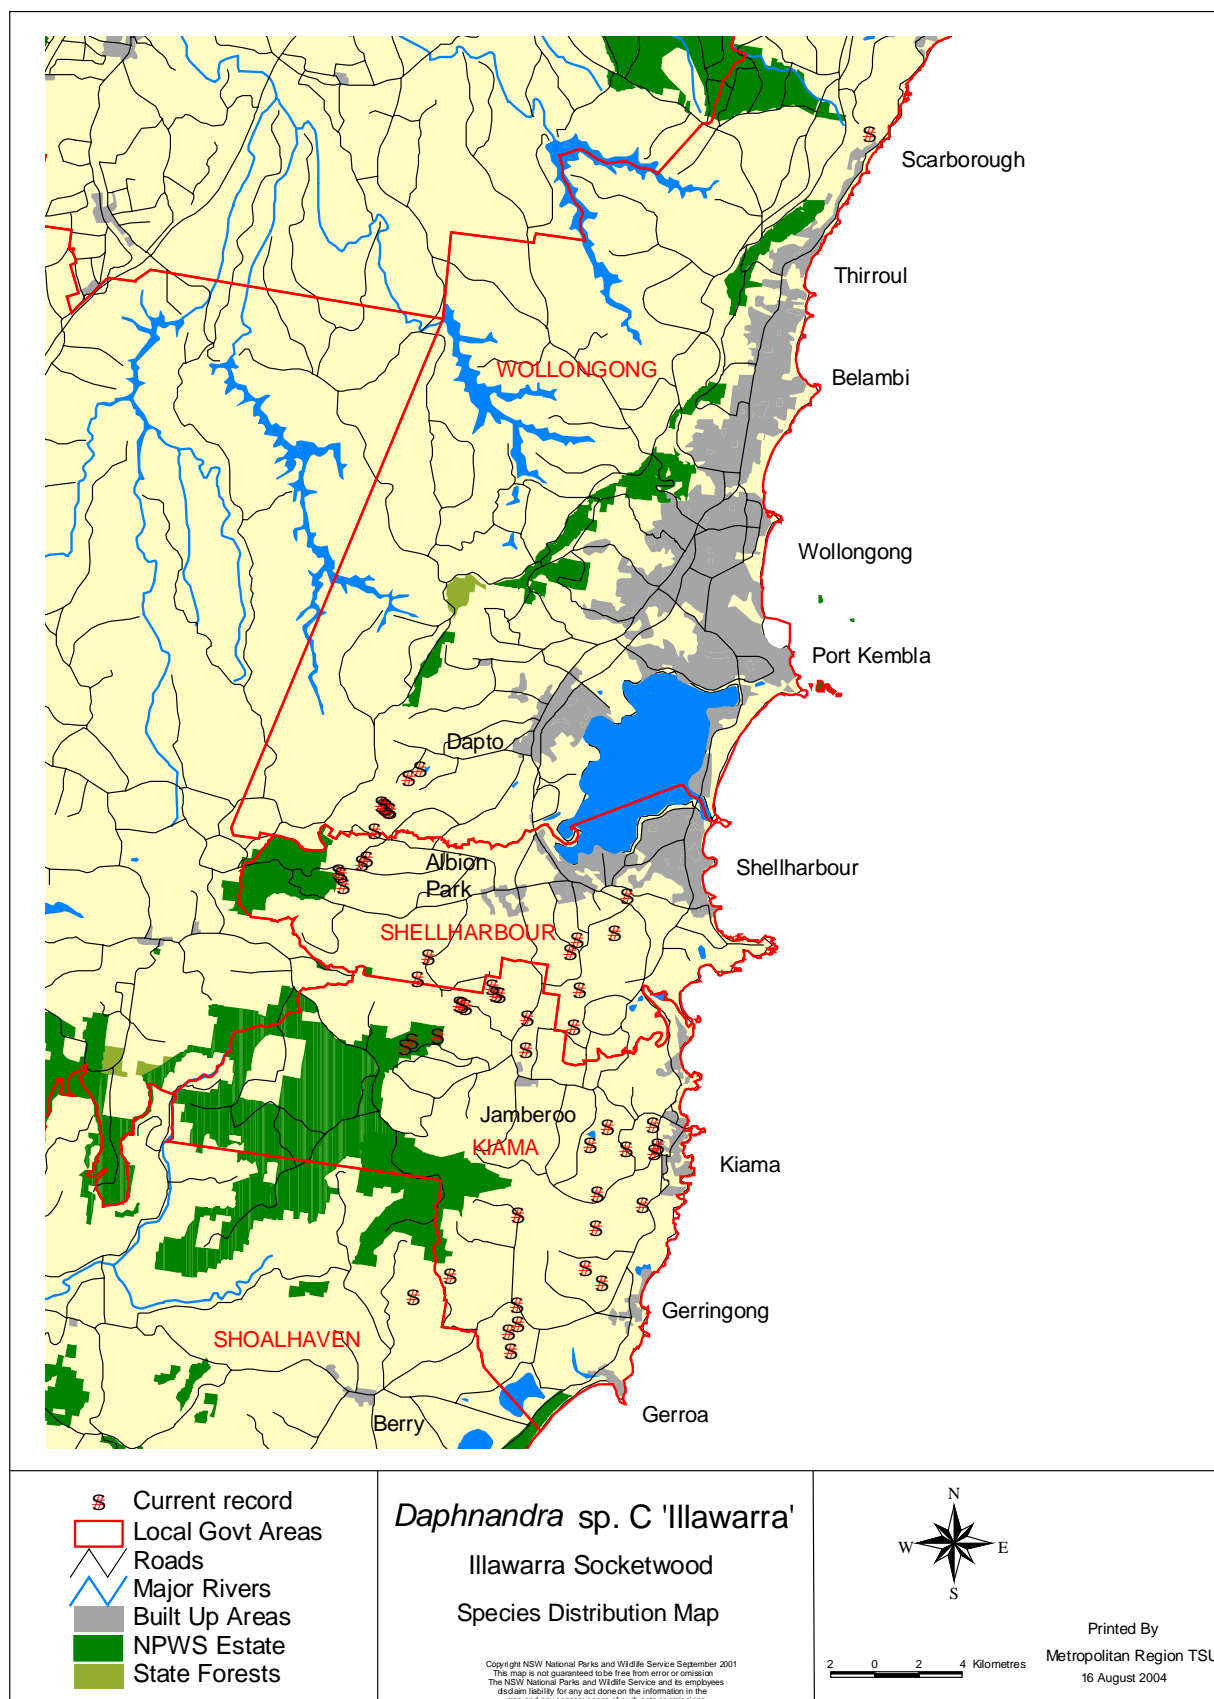 Scarborough
Thirroul
WOLLONGONG
Belambi
Wollongong
Port Kembla
Dapto
Albion
Park
Shellharbour
SHELLHARBOUR
Jamberoo
KIAMA
Kiama
Gerringong
SHOALHAVEN
Gerroa
Berry
Current record
Local Govt Areas
Roads
Major Rivers
Built Up Areas
NPWS Estate
State Forests
Daphnandra sp. C 'Illawarra'
Illawarra Socketwood
Species Distribution Map
Copyright NSW National Parks and Wildlife Service September 2001
This map is not guaranteed to be free from error or omission
The NSW National Parks and Wildlife Service and its employees
disclaim liability for any act done on the information in the
N
W E
S
2 0 2 4 Kilometres
Printed By
Metropolitan Region TSU
16 August 2004